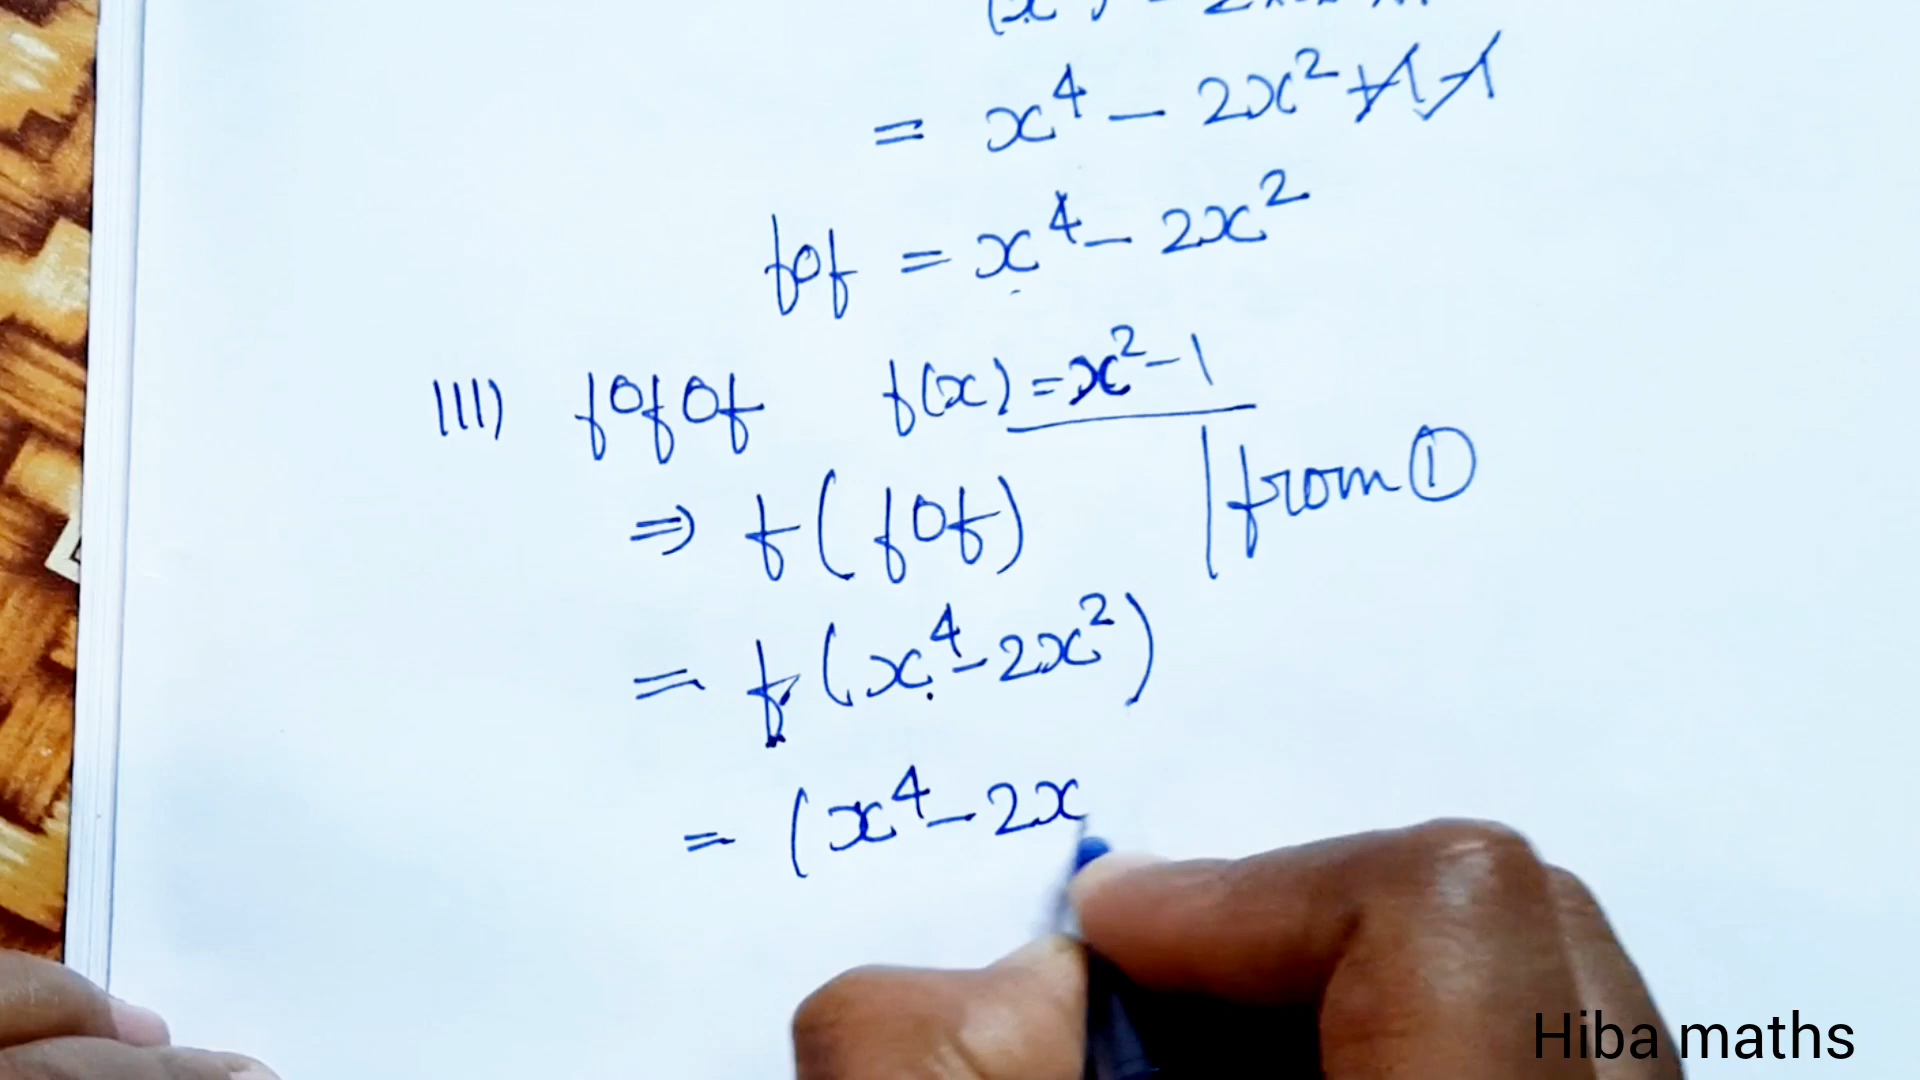 = x⁴ - 2x² +1 -1
fof = x⁴ - 2x²
III) fofof f(x) = x² - 1
⇒ f(fof) | from ①
= f(x⁴ - 2x²)
= (x⁴ - 2x
Hiba maths